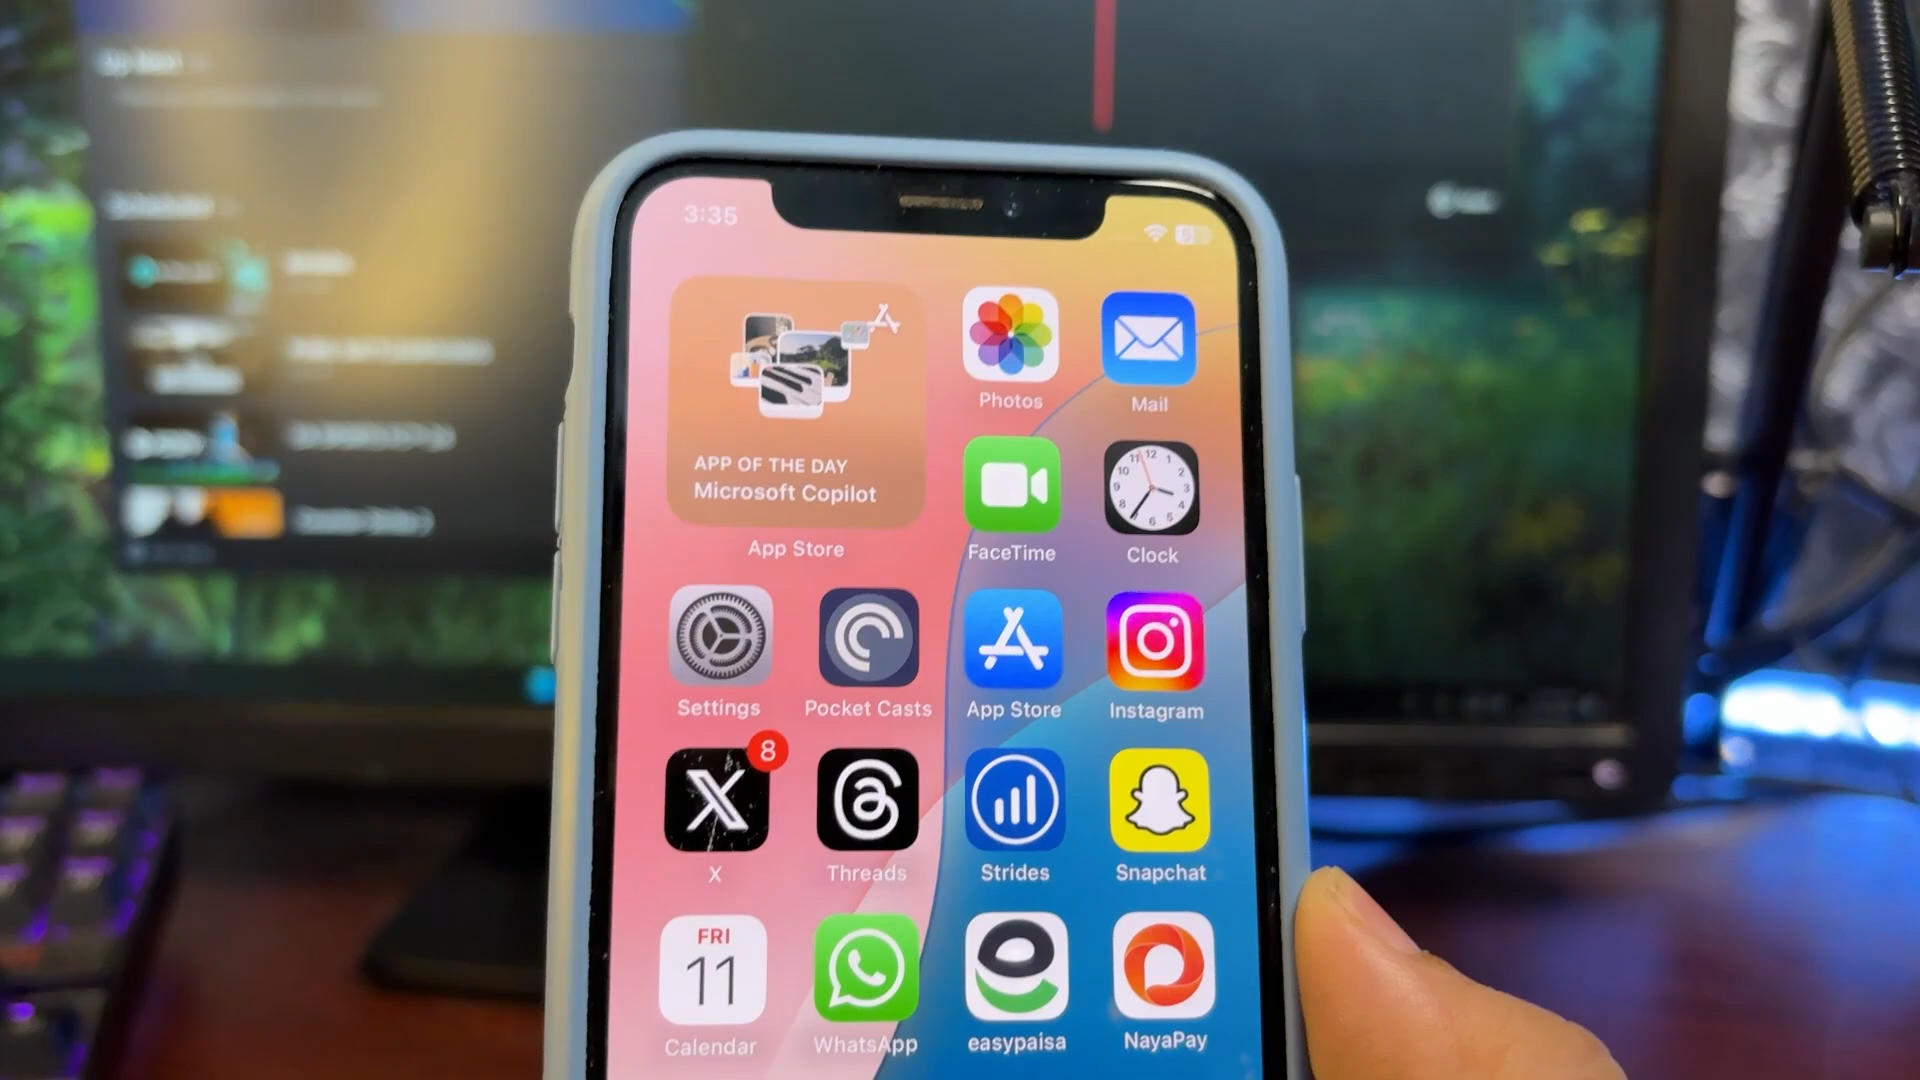 3:35
APP OF THE DAY
Microsoft Copilot
App Store
Photos
Mail
FaceTime
Clock
Settings
Pocket Casts
App Store
Instagram
8
X
Threads
Strides
Snapchat
FRI
11
Calendar
WhatsApp
easypaisa
NayaPay